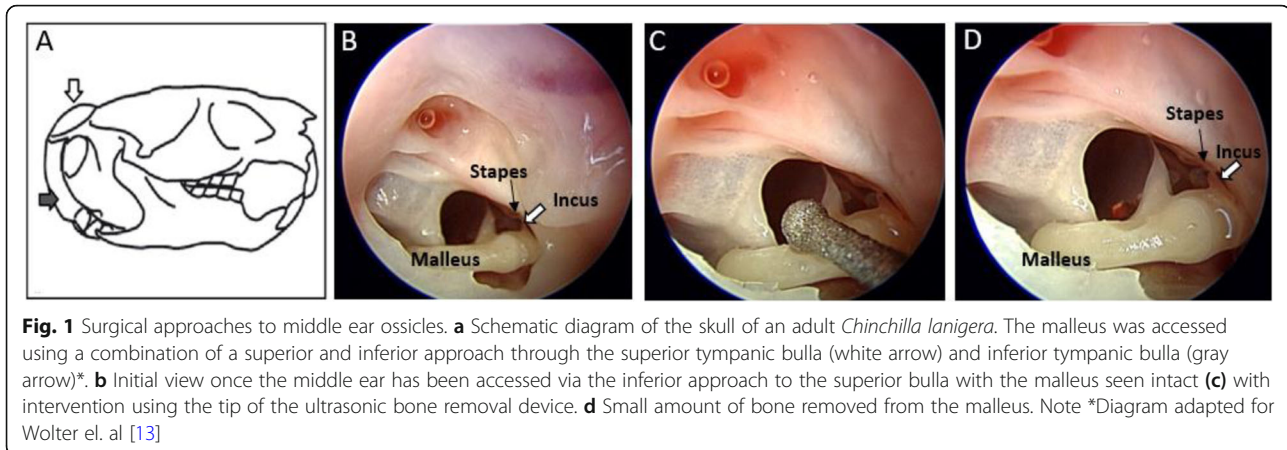 A
B
C
D
Stapes
Incus
Malleus
Stapes
Incus
Malleus
Malleus
Fig. 1 Surgical approaches to middle ear ossicles. a Schematic diagram of the skull of an adult Chinchilla lanigera. The malleus was accessed
using a combination of a superior and inferior approach through the superior tympanic bulla (white arrow) and inferior tympanic bulla (gray
arrow)*. b Initial view once the middle ear has been accessed via the inferior approach to the superior bulla with the malleus seen intact (c) with
intervention using the tip of the ultrasonic bone removal device. d Small amount of bone removed from the malleus. Note *Diagram adapted for
Wolter el. al [13]